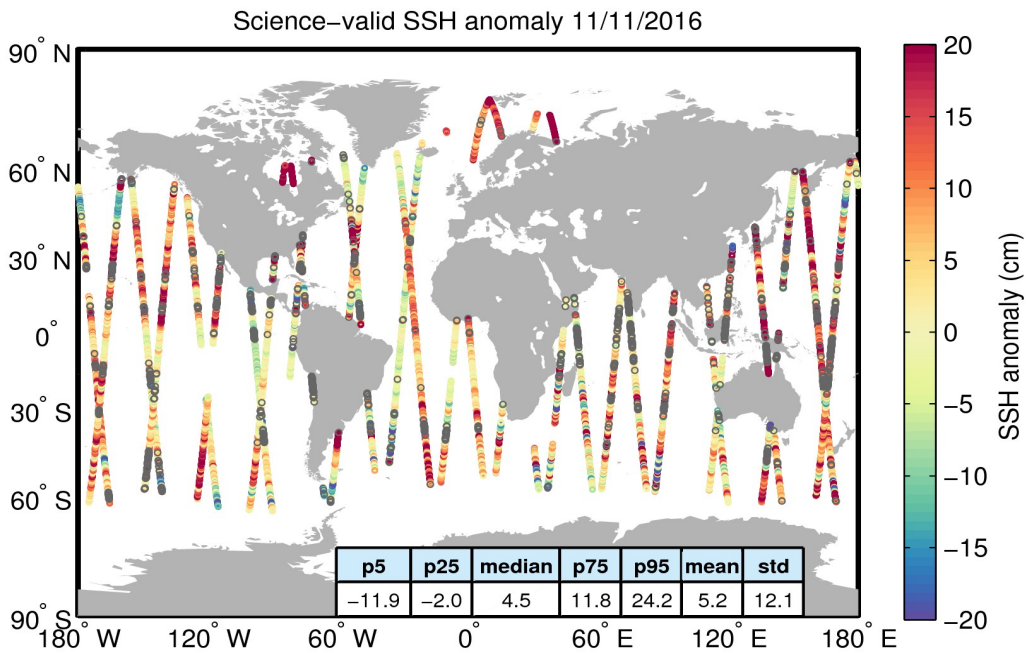 Science−valid SSH anomaly 11/11/2016
90° N
60° N
30° N
0°
30° S
60° S
90° S
180° W
120° W
60° W
0°
60° E
120° E
180° E
p5 p25 median p75 p95 mean std
−11.9 −2.0 4.5 11.8 24.2 5.2 12.1
20
15
10
5
0
−5
−10
−15
−20
SSH anomaly (cm)